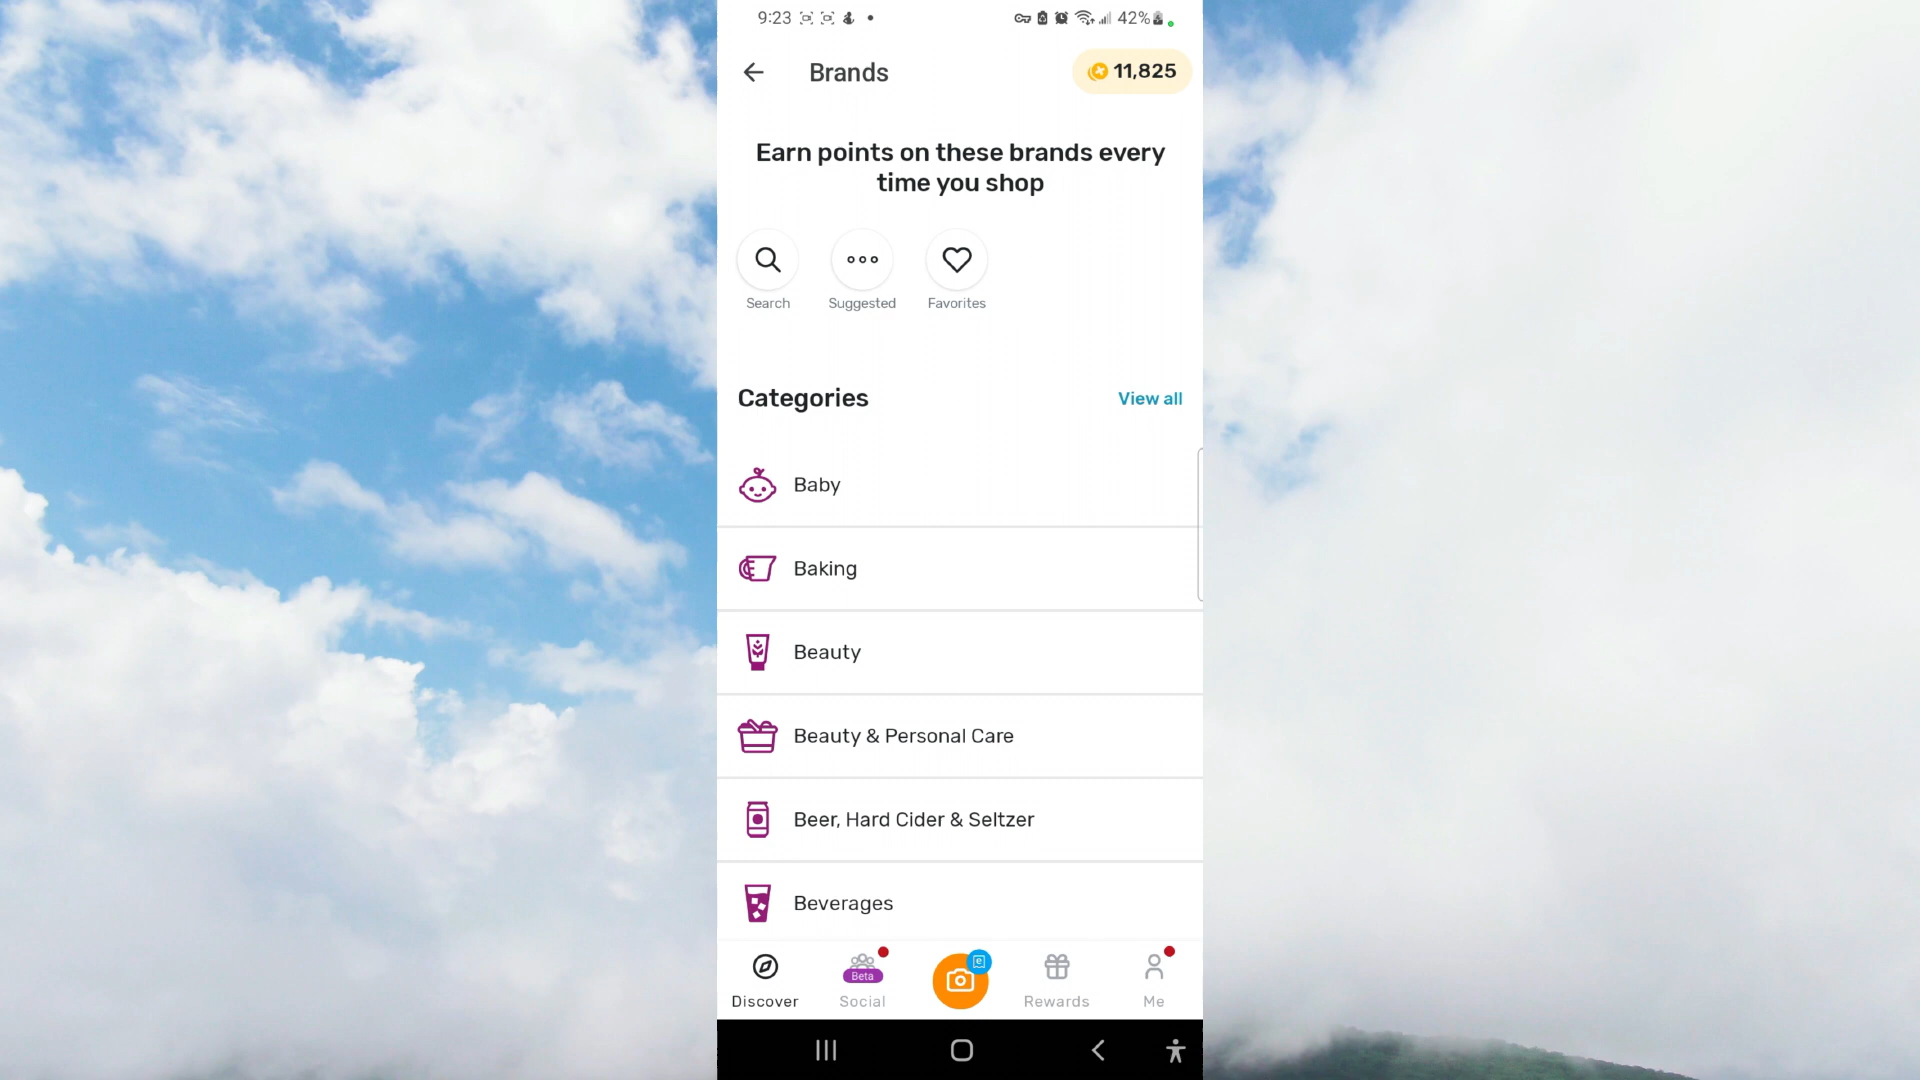 9:23
42%
Brands
11,825
Earn points on these brands every
time you shop
Search
Suggested
Favorites
Categories
View all
Baby
Baking
Beauty
Beauty & Personal Care
Beer, Hard Cider & Seltzer
Beverages
Beta
Discover
Social
Rewards
Me